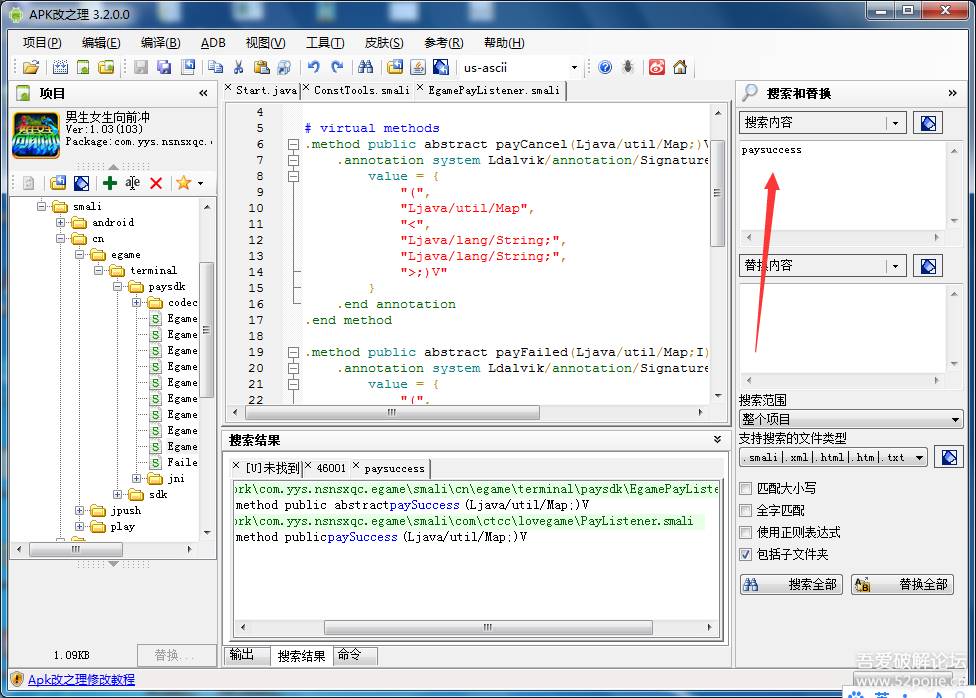 APK改之理 3.2.0.0
项目(P) 编辑(E) 编译(B) ADB 视图(V) 工具(T) 皮肤(S) 参考(R) 帮助(H)
us-ascii
项目 «
男生女生向前冲
Ver:1.03(103)
Package:com.yys.nsnsxqc.
smali
android
cn
egame
terminal
paysdk
codec
Egame
Egame
Egame
Egame
Egame
Egame
Egame
Egame
Egame
Faile
jni
sdk
jpush
play
1.09KB
替换...
Start.java ConstTools.smali EgamePayListener.smali
4
5 # virtual methods
6 .method public abstract payCancel(Ljava/util/Map;)V
7 .annotation system Ldalvik/annotation/Signature
8 value = {
9 "(",
10 "Ljava/util/Map",
11 "<",
12 "Ljava/lang/String;",
13 "Ljava/lang/String;",
14 ">;)V"
15 }
16 .end annotation
17 .end method
18
19 .method public abstract payFailed(Ljava/util/Map;I)
20 .annotation system Ldalvik/annotation/Signature
21 value = {
22 "(",
搜索结果
[U]未找到 46001 paysuccess
ork\com.yys.nsnsxqc.egame\smali\cn\egame\terminal\paysdk\EgamePayListe
method public abstractpaySuccess(Ljava/util/Map;)V
ork\com.yys.nsnsxqc.egame\smali\com\ctcc\lovegame\PayListener.smali
method publicpaySuccess(Ljava/util/Map;)V
输出 搜索结果 命令
搜索和替换 »
搜索内容
paysuccess
替换内容
搜索范围
整个项目
支持搜索的文件类型
.smali|.xml|.html|.htm|.txt
匹配大小写
全字匹配
使用正则表达式
包括子文件夹
搜索全部 替换全部
Apk改之理修改教程
吾爱破解论坛
www.52pojie.cn